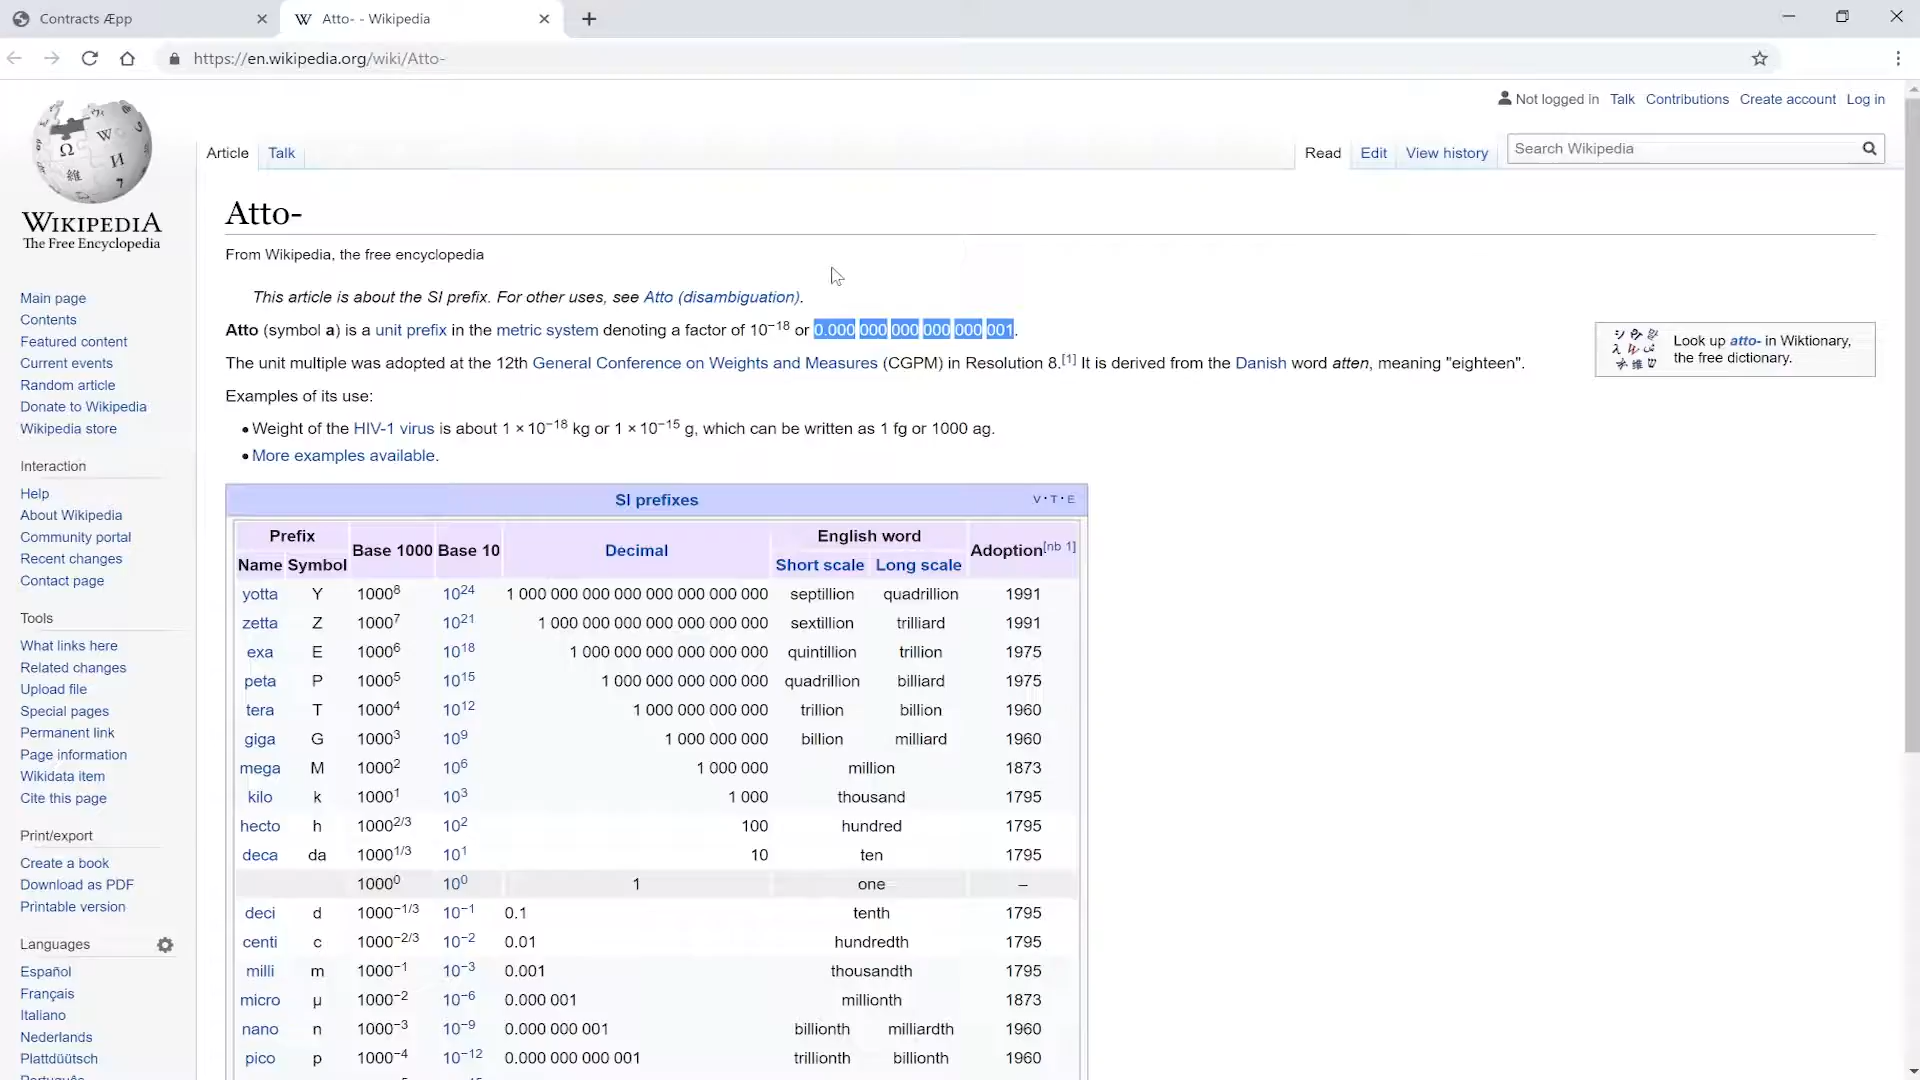 Contracts Æpp
Atto- - Wikipedia
https://en.wikipedia.org/wiki/Atto-
Not logged in Talk Contributions Create account Log in
Article Talk Read Edit View history Search Wikipedia
WIKIPEDIA
The Free Encyclopedia
Atto-
From Wikipedia, the free encyclopedia
This article is about the SI prefix. For other uses, see Atto (disambiguation).
Atto (symbol a) is a unit prefix in the metric system denoting a factor of 10⁻¹⁸ or 0.000 000 000 000 000 001.
The unit multiple was adopted at the 12th General Conference on Weights and Measures (CGPM) in Resolution 8.[1] It is derived from the Danish word atten, meaning "eighteen".
Look up atto- in Wiktionary,
the free dictionary.
Examples of its use:
• Weight of the HIV-1 virus is about 1 × 10⁻¹⁸ kg or 1 × 10⁻¹⁵ g, which can be written as 1 fg or 1000 ag.
• More examples available.
Main page
Contents
Featured content
Current events
Random article
Donate to Wikipedia
Wikipedia store
Interaction
Help
About Wikipedia
Community portal
Recent changes
Contact page
Tools
What links here
Related changes
Upload file
Special pages
Permanent link
Page information
Wikidata item
Cite this page
Print/export
Create a book
Download as PDF
Printable version
Languages
Español
Français
Italiano
Nederlands
Plattdüütsch
Português
SI prefixes V·T·E
Prefix Base 1000 Base 10 Decimal English word Adoption[nb 1]
Name Symbol Short scale Long scale
yotta Y 1000⁸ 10²⁴ 1 000 000 000 000 000 000 000 000 septillion quadrillion 1991
zetta Z 1000⁷ 10²¹ 1 000 000 000 000 000 000 000 sextillion trilliard 1991
exa E 1000⁶ 10¹⁸ 1 000 000 000 000 000 000 quintillion trillion 1975
peta P 1000⁵ 10¹⁵ 1 000 000 000 000 000 quadrillion billiard 1975
tera T 1000⁴ 10¹² 1 000 000 000 000 trillion billion 1960
giga G 1000³ 10⁹ 1 000 000 000 billion milliard 1960
mega M 1000² 10⁶ 1 000 000 million 1873
kilo k 1000¹ 10³ 1 000 thousand 1795
hecto h 1000²ᐟ³ 10² 100 hundred 1795
deca da 1000¹ᐟ³ 10¹ 10 ten 1795
1000⁰ 10⁰ 1 one –
deci d 1000⁻¹ᐟ³ 10⁻¹ 0.1 tenth 1795
centi c 1000⁻²ᐟ³ 10⁻² 0.01 hundredth 1795
milli m 1000⁻¹ 10⁻³ 0.001 thousandth 1795
micro μ 1000⁻² 10⁻⁶ 0.000 001 millionth 1873
nano n 1000⁻³ 10⁻⁹ 0.000 000 001 billionth milliardth 1960
pico p 1000⁻⁴ 10⁻¹² 0.000 000 000 001 trillionth billionth 1960